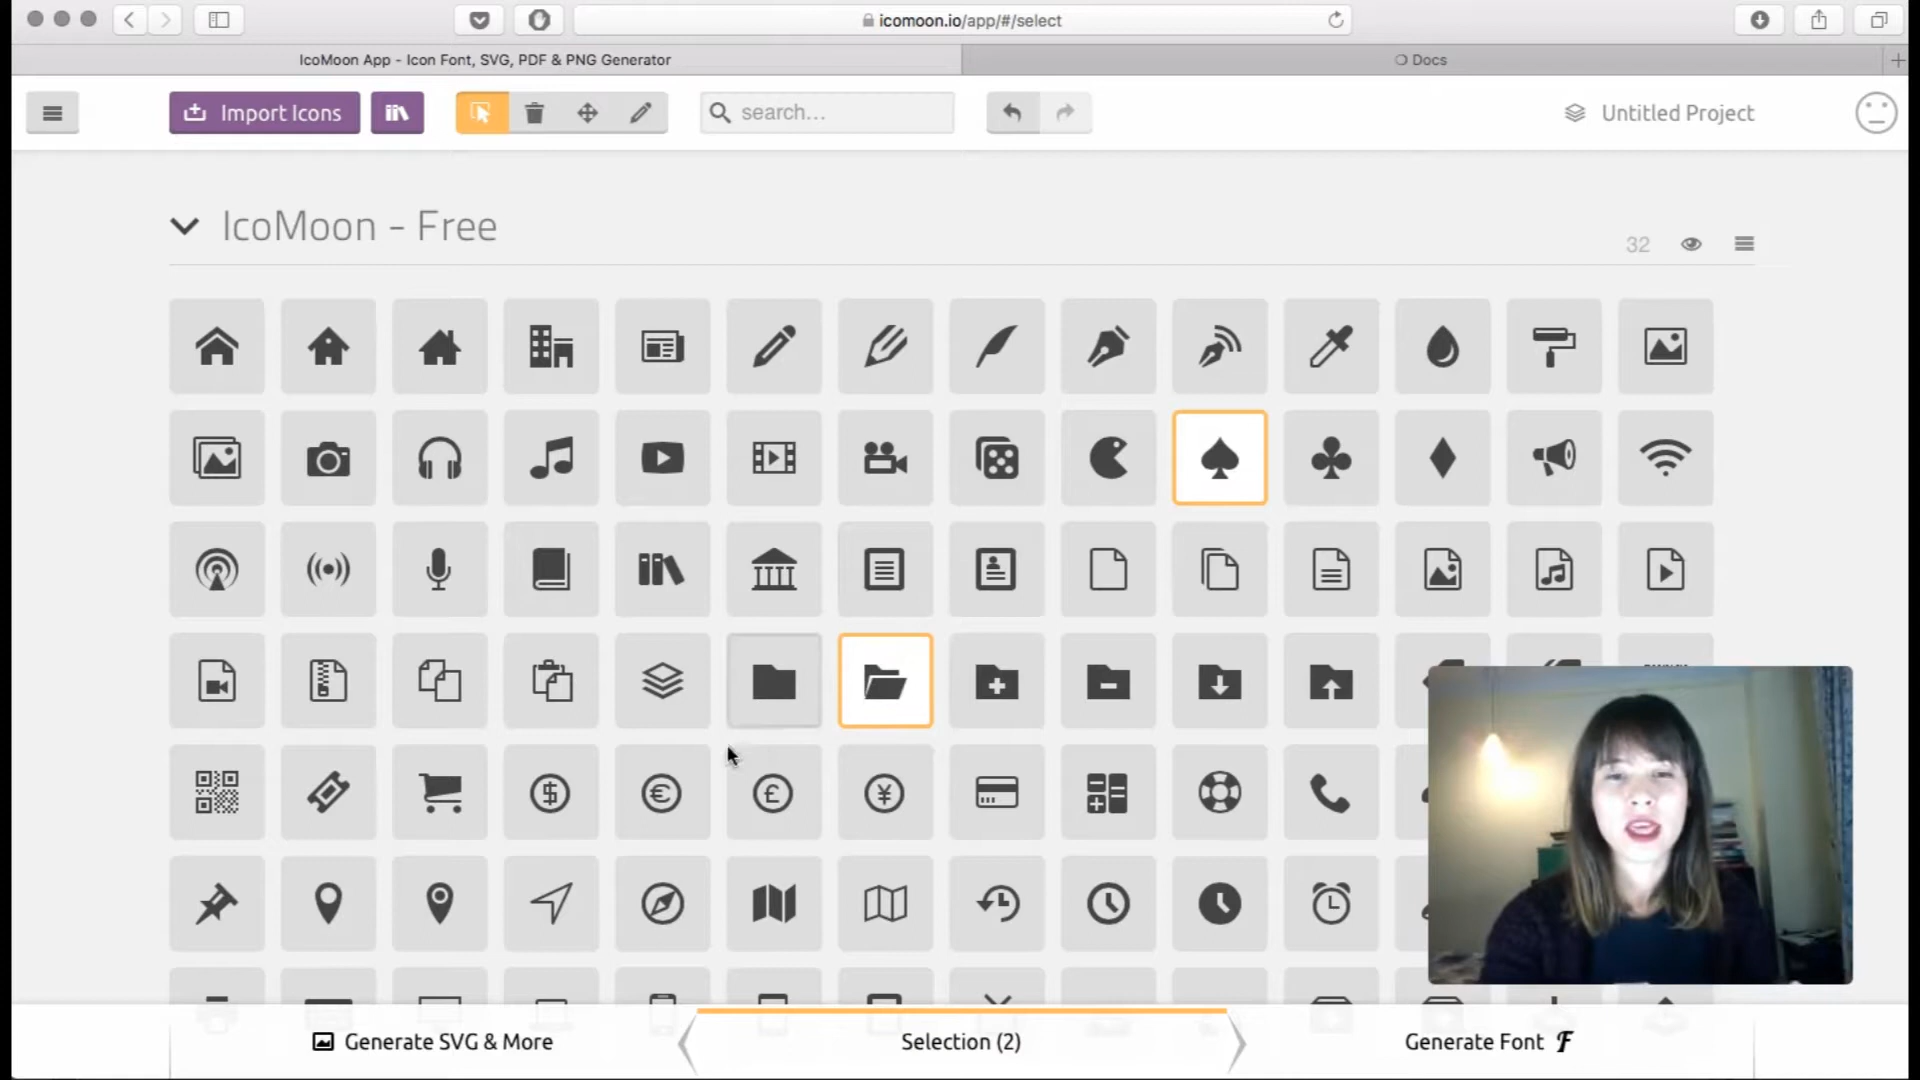 icomoon.io/app/#/select
IcoMoon App - Icon Font, SVG, PDF & PNG Generator
Docs
Import Icons
search...
Untitled Project
IcoMoon - Free
32
Generate SVG & More
Selection (2)
Generate Font